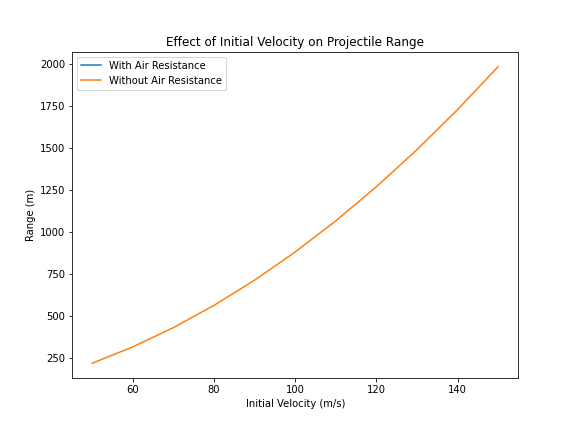 Effect of Initial Velocity on Projectile Range
With Air Resistance
Without Air Resistance
2000
1750
1500
1250
1000
750
500
250
Range (m)
60
80
100
120
140
Initial Velocity (m/s)